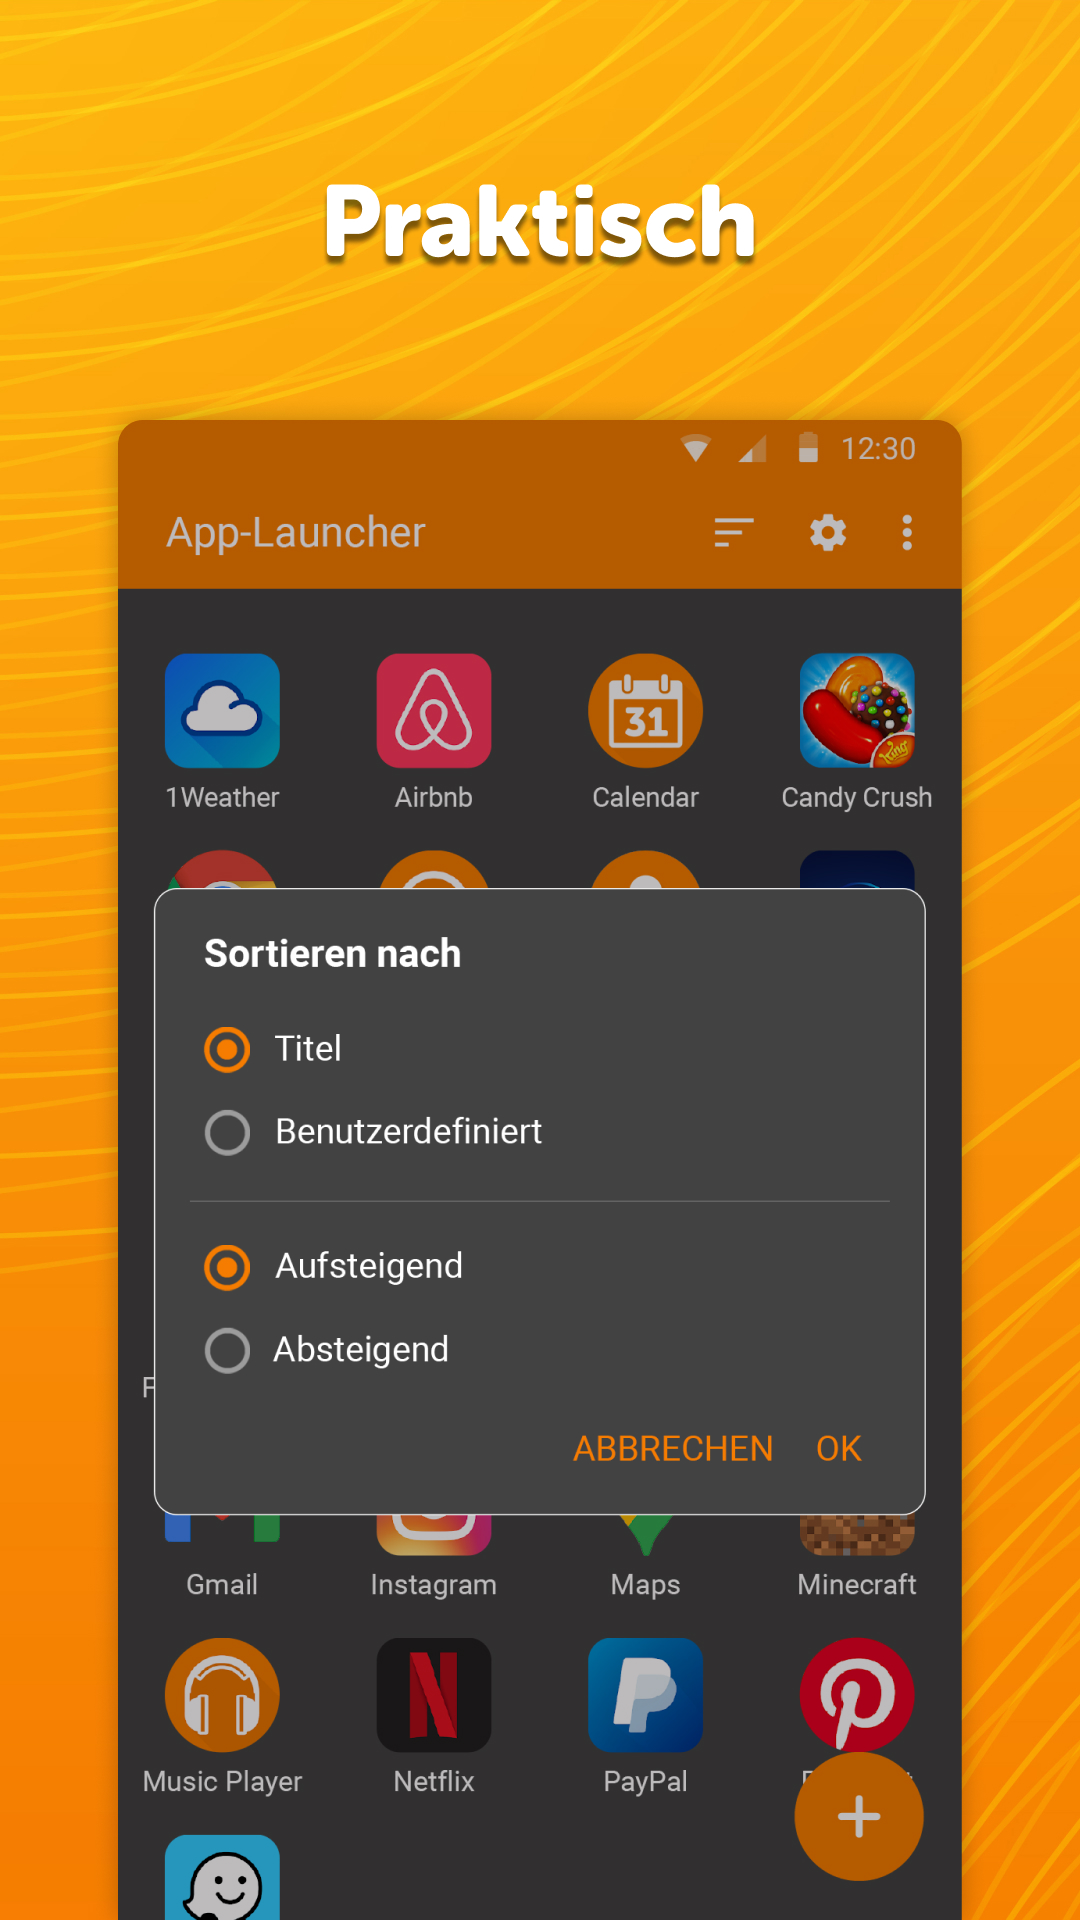 Praktisch
12:30
App-Launcher
31
King
1Weather Airbnb Calendar Candy Crush
Sortieren nach
Titel
Benutzerdefiniert
Aufsteigend
Absteigend
ABBRECHEN OK
Gmail Instagram Maps Minecraft
Music Player Netflix PayPal